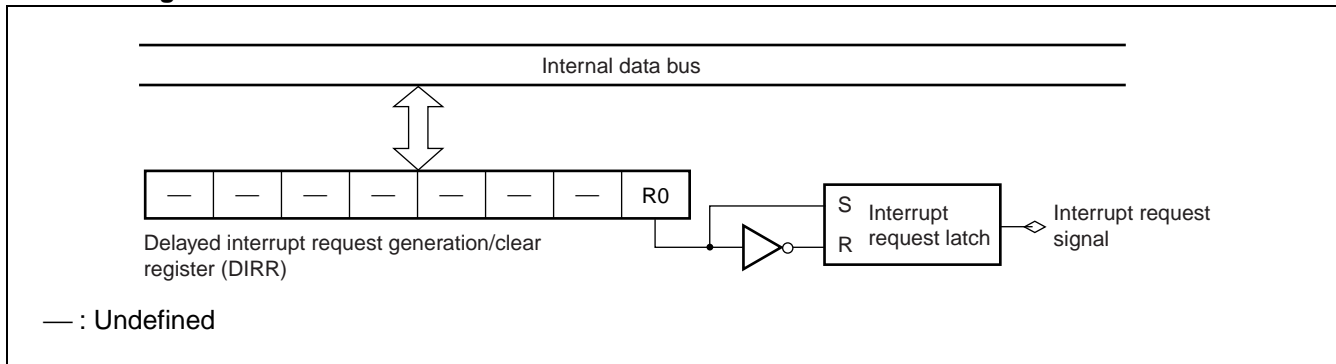 Internal data bus
— — — — — — — R0
S Interrupt request latch
R
Interrupt request signal
Delayed interrupt request generation/clear
register (DIRR)
— : Undefined